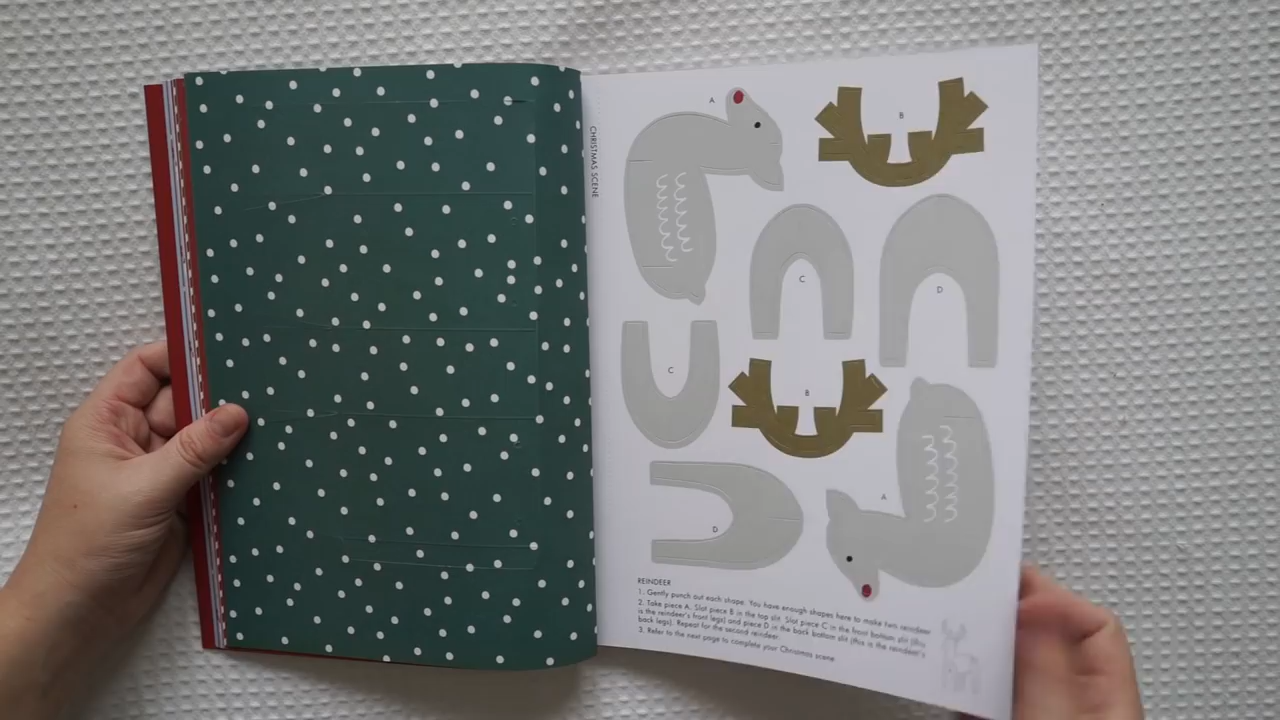 CHRISTMAS SCENE
A
B
C
D
C
B
D
A
REINDEER
1. Gently punch out each shape. You have enough shapes here to make two reindeer
2. Take piece A. Slot piece B in the top slit. Slot piece C in the front bottom slit (this
is the reindeer's front legs) and piece D in the back bottom slit (this is the reindeer's
back legs). Repeat for the second reindeer.
3. Refer to the next page to complete your Christmas scene